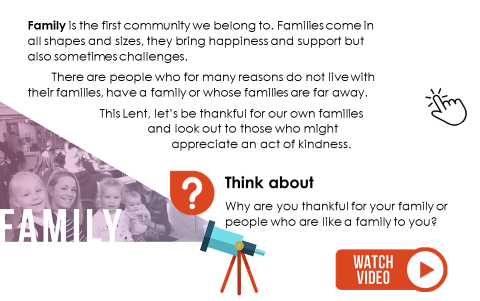 Family is the first community we belong to. Families come in
all shapes and sizes, they bring happiness and support but
also sometimes challenges.
There are people who for many reasons do not live with
their families, have a family or whose families are far away.
This Lent, let's be thankful for our own families
and look out to those who might
appreciate an act of kindness.
FAMILY
?
Think about
Why are you thankful for your family or
people who are like a family to you?
WATCH
VIDEO